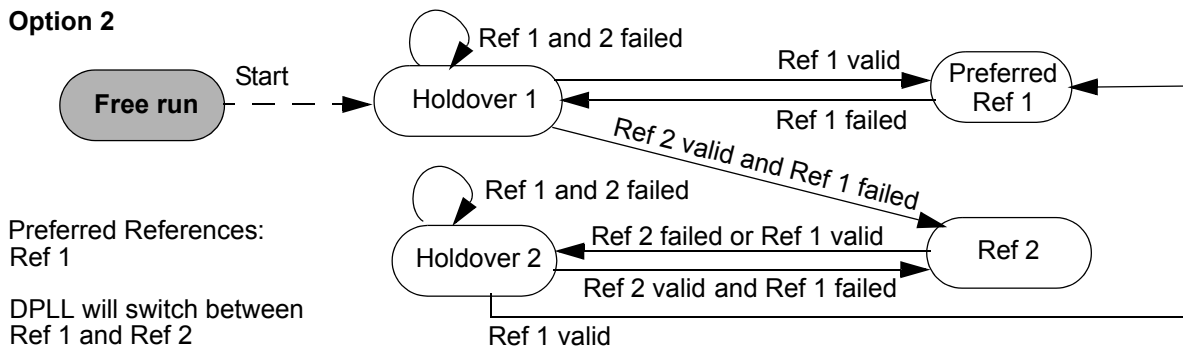 Option 2
Ref 1 and 2 failed
Start
Free run
Holdover 1
Ref 1 valid
Preferred
Ref 1
Ref 1 failed
Ref 2 valid and Ref 1 failed
Ref 1 and 2 failed
Preferred References:
Ref 1
Holdover 2
Ref 2 failed or Ref 1 valid
Ref 2
Ref 2 valid and Ref 1 failed
DPLL will switch between
Ref 1 and Ref 2
Ref 1 valid